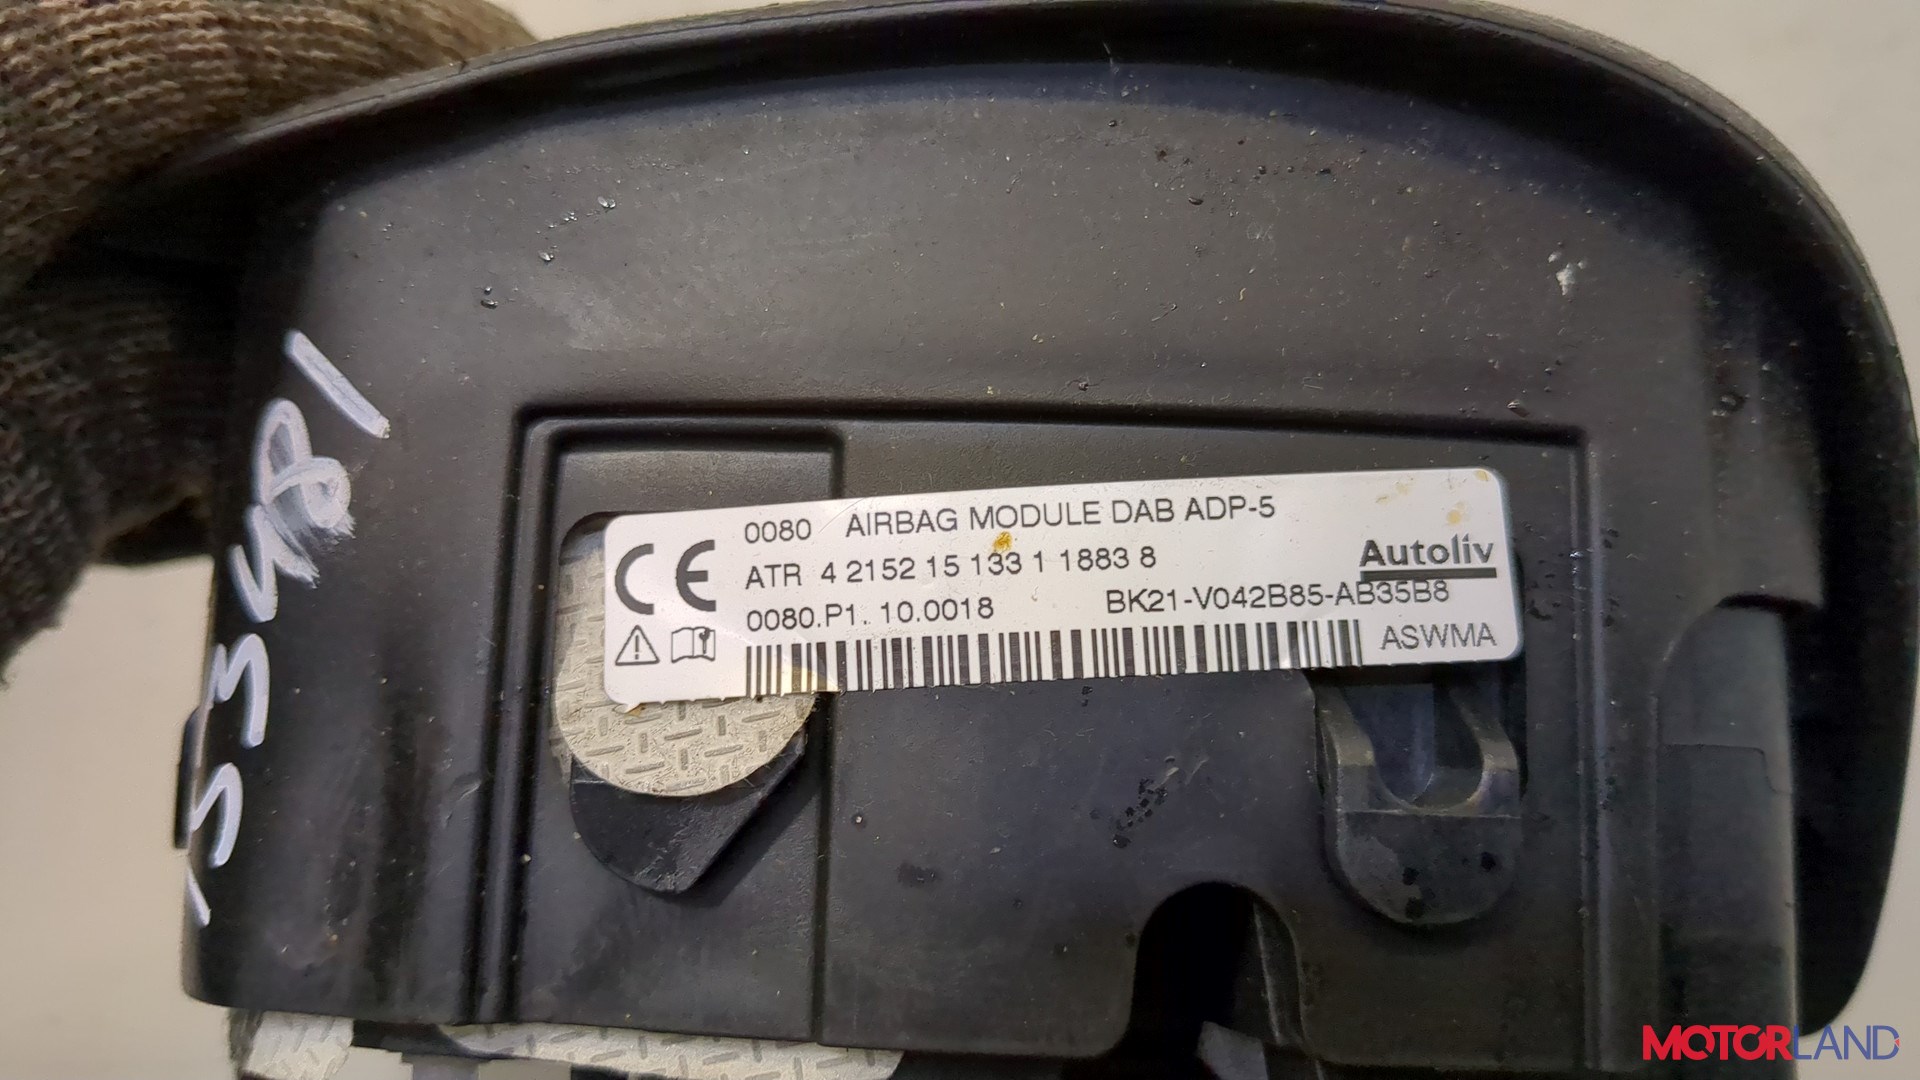 0080 AIRBAG MODULE DAB ADP-5
CE
ATR 4 2152 15 133 1 1883 8
Autoliv
0080.P1. 10.0018 BK21-V042B85-AB35B8
ASWMA
MOTORLAND